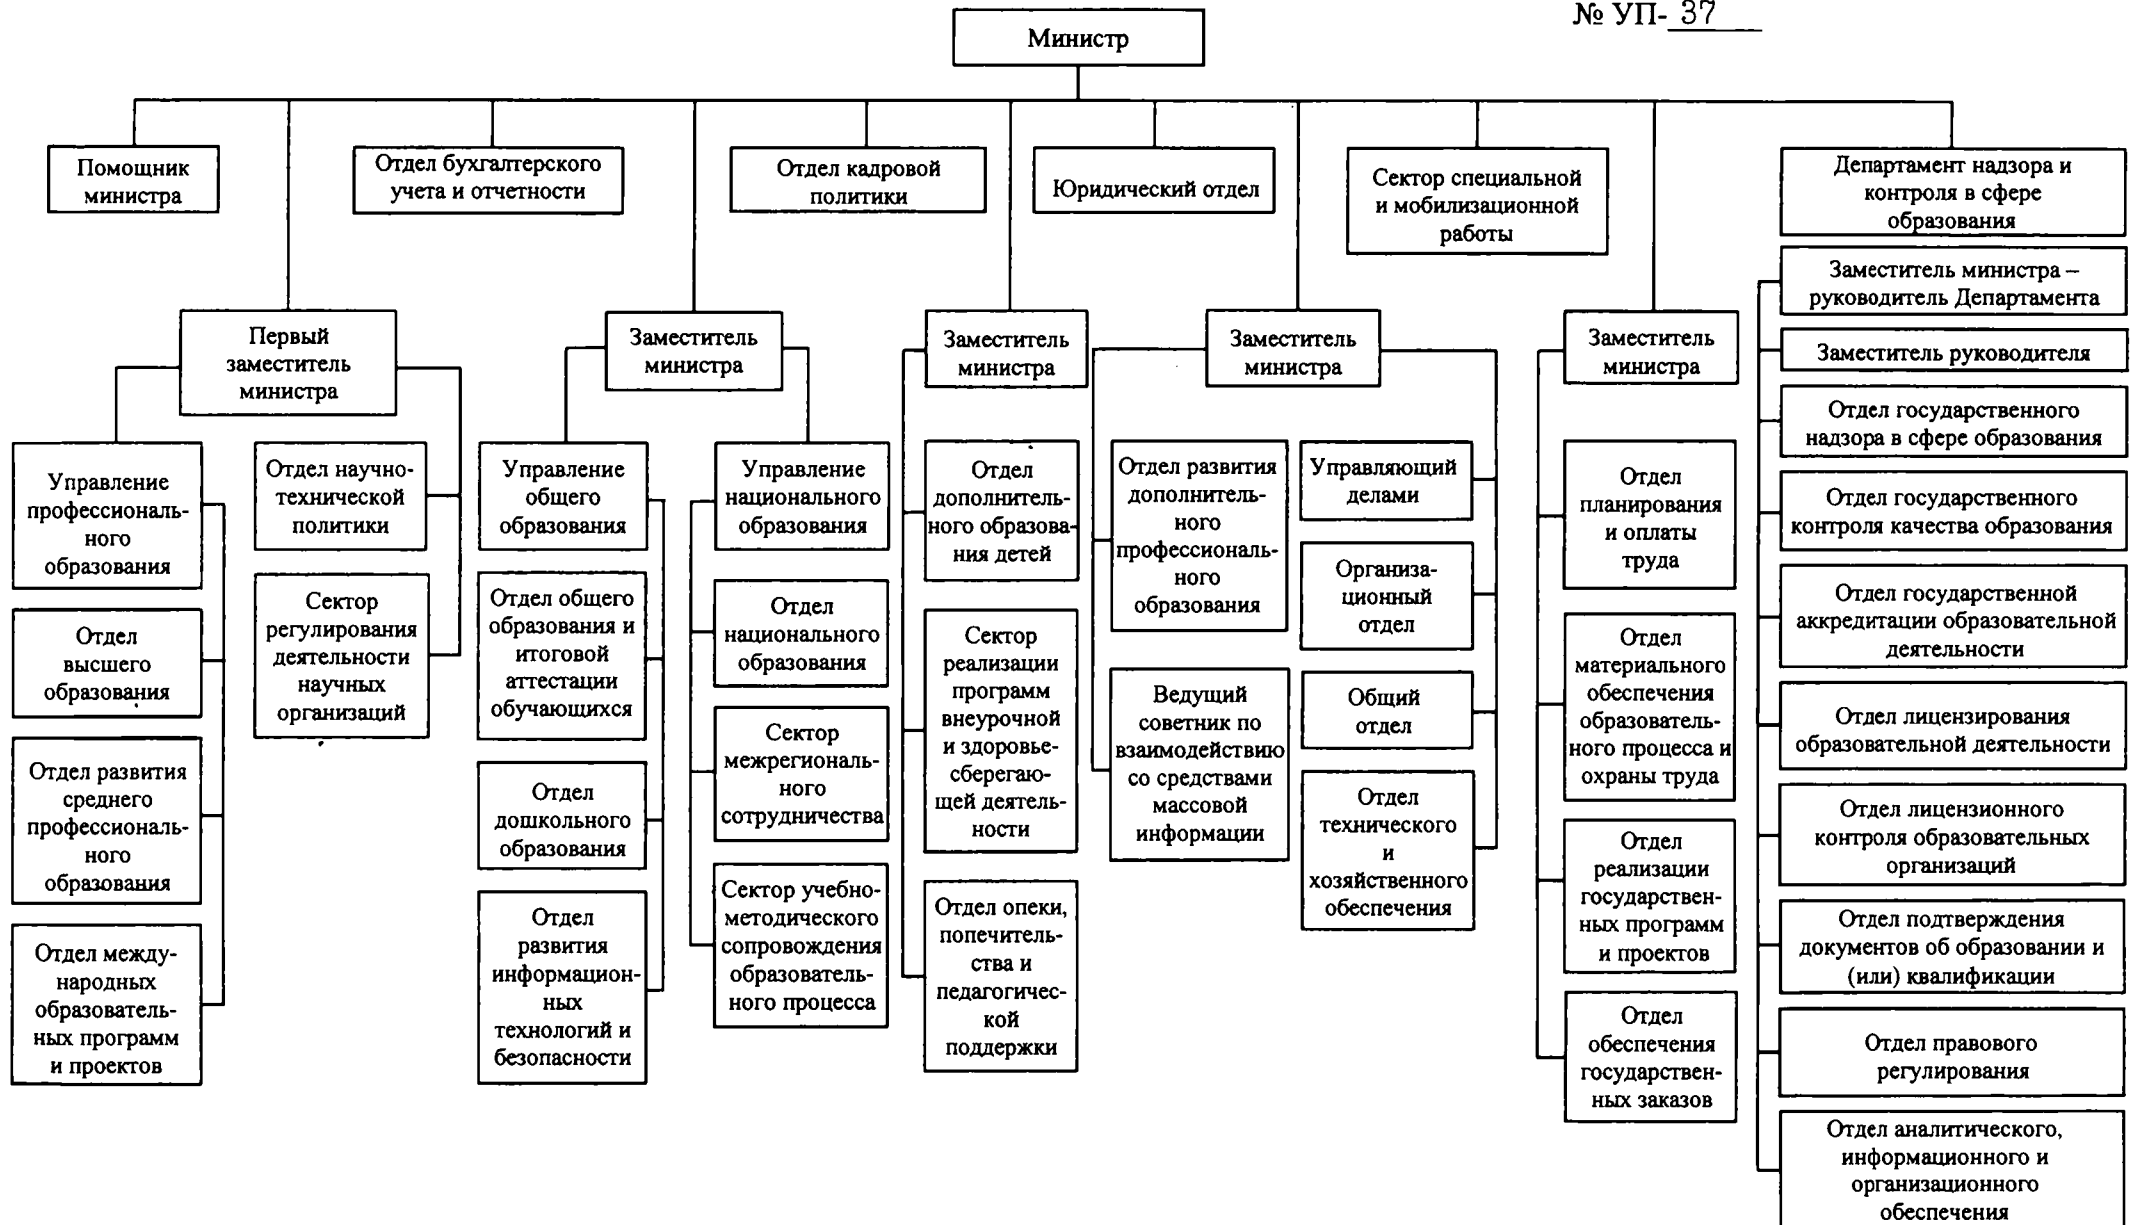 № УП- 37
Министр
Помощник
министра
Отдел бухгалтерского
учета и отчетности
Отдел кадровой
политики
Юридический отдел
Сектор специальной
и мобилизационной
работы
Департамент надзора и
контроля в сфере
образования
Первый
заместитель
министра
Заместитель
министра
Заместитель
министра
Заместитель
министра
Заместитель
министра
Управление
профессиональ-
ного
образования
Отдел
высшего
образования
Отдел развития
среднего
профессиональ-
ного
образования
Отдел между-
народных
образователь-
ных программ
и проектов
Отдел научно-
технической
политики
Сектор
регулирования
деятельности
научных
организаций
Управление
общего
образования
Отдел общего
образования и
итоговой
аттестации
обучающихся
Отдел
дошкольного
образования
Отдел
развития
информацион-
ных
технологий и
безопасности
Управление
национального
образования
Отдел
национального
образования
Сектор
межрегиональ-
ного
сотрудничества
Сектор учебно-
методического
сопровождения
образователь-
ного процесса
Отдел
дополнитель-
ного образова-
ния детей
Сектор
реализации
программ
внеурочной
и здоровье-
сберегаю-
щей деятель-
ности
Отдел опеки,
попечитель-
ства и
педагогичес-
кой
поддержки
Отдел развития
дополнитель-
ного
профессиональ-
ного
образования
Ведущий
советник по
взаимодействию
со средствами
массовой
информации
Управляющий
делами
Организа-
ционный
отдел
Общий
отдел
Отдел
технического
и
хозяйственного
обеспечения
Отдел
планирования
и оплаты
труда
Отдел
материального
обеспечения
образователь-
ного процесса и
охраны труда
Отдел
реализации
государствен-
ных программ
и проектов
Отдел
обеспечения
государствен-
ных заказов
Заместитель министра –
руководитель Департамента
Заместитель руководителя
Отдел государственного
надзора в сфере образования
Отдел государственного
контроля качества образования
Отдел государственной
аккредитации образовательной
деятельности
Отдел лицензирования
образовательной деятельности
Отдел лицензионного
контроля образовательных
организаций
Отдел подтверждения
документов об образовании и
(или) квалификации
Отдел правового
регулирования
Отдел аналитического,
информационного и
организационного
обеспечения